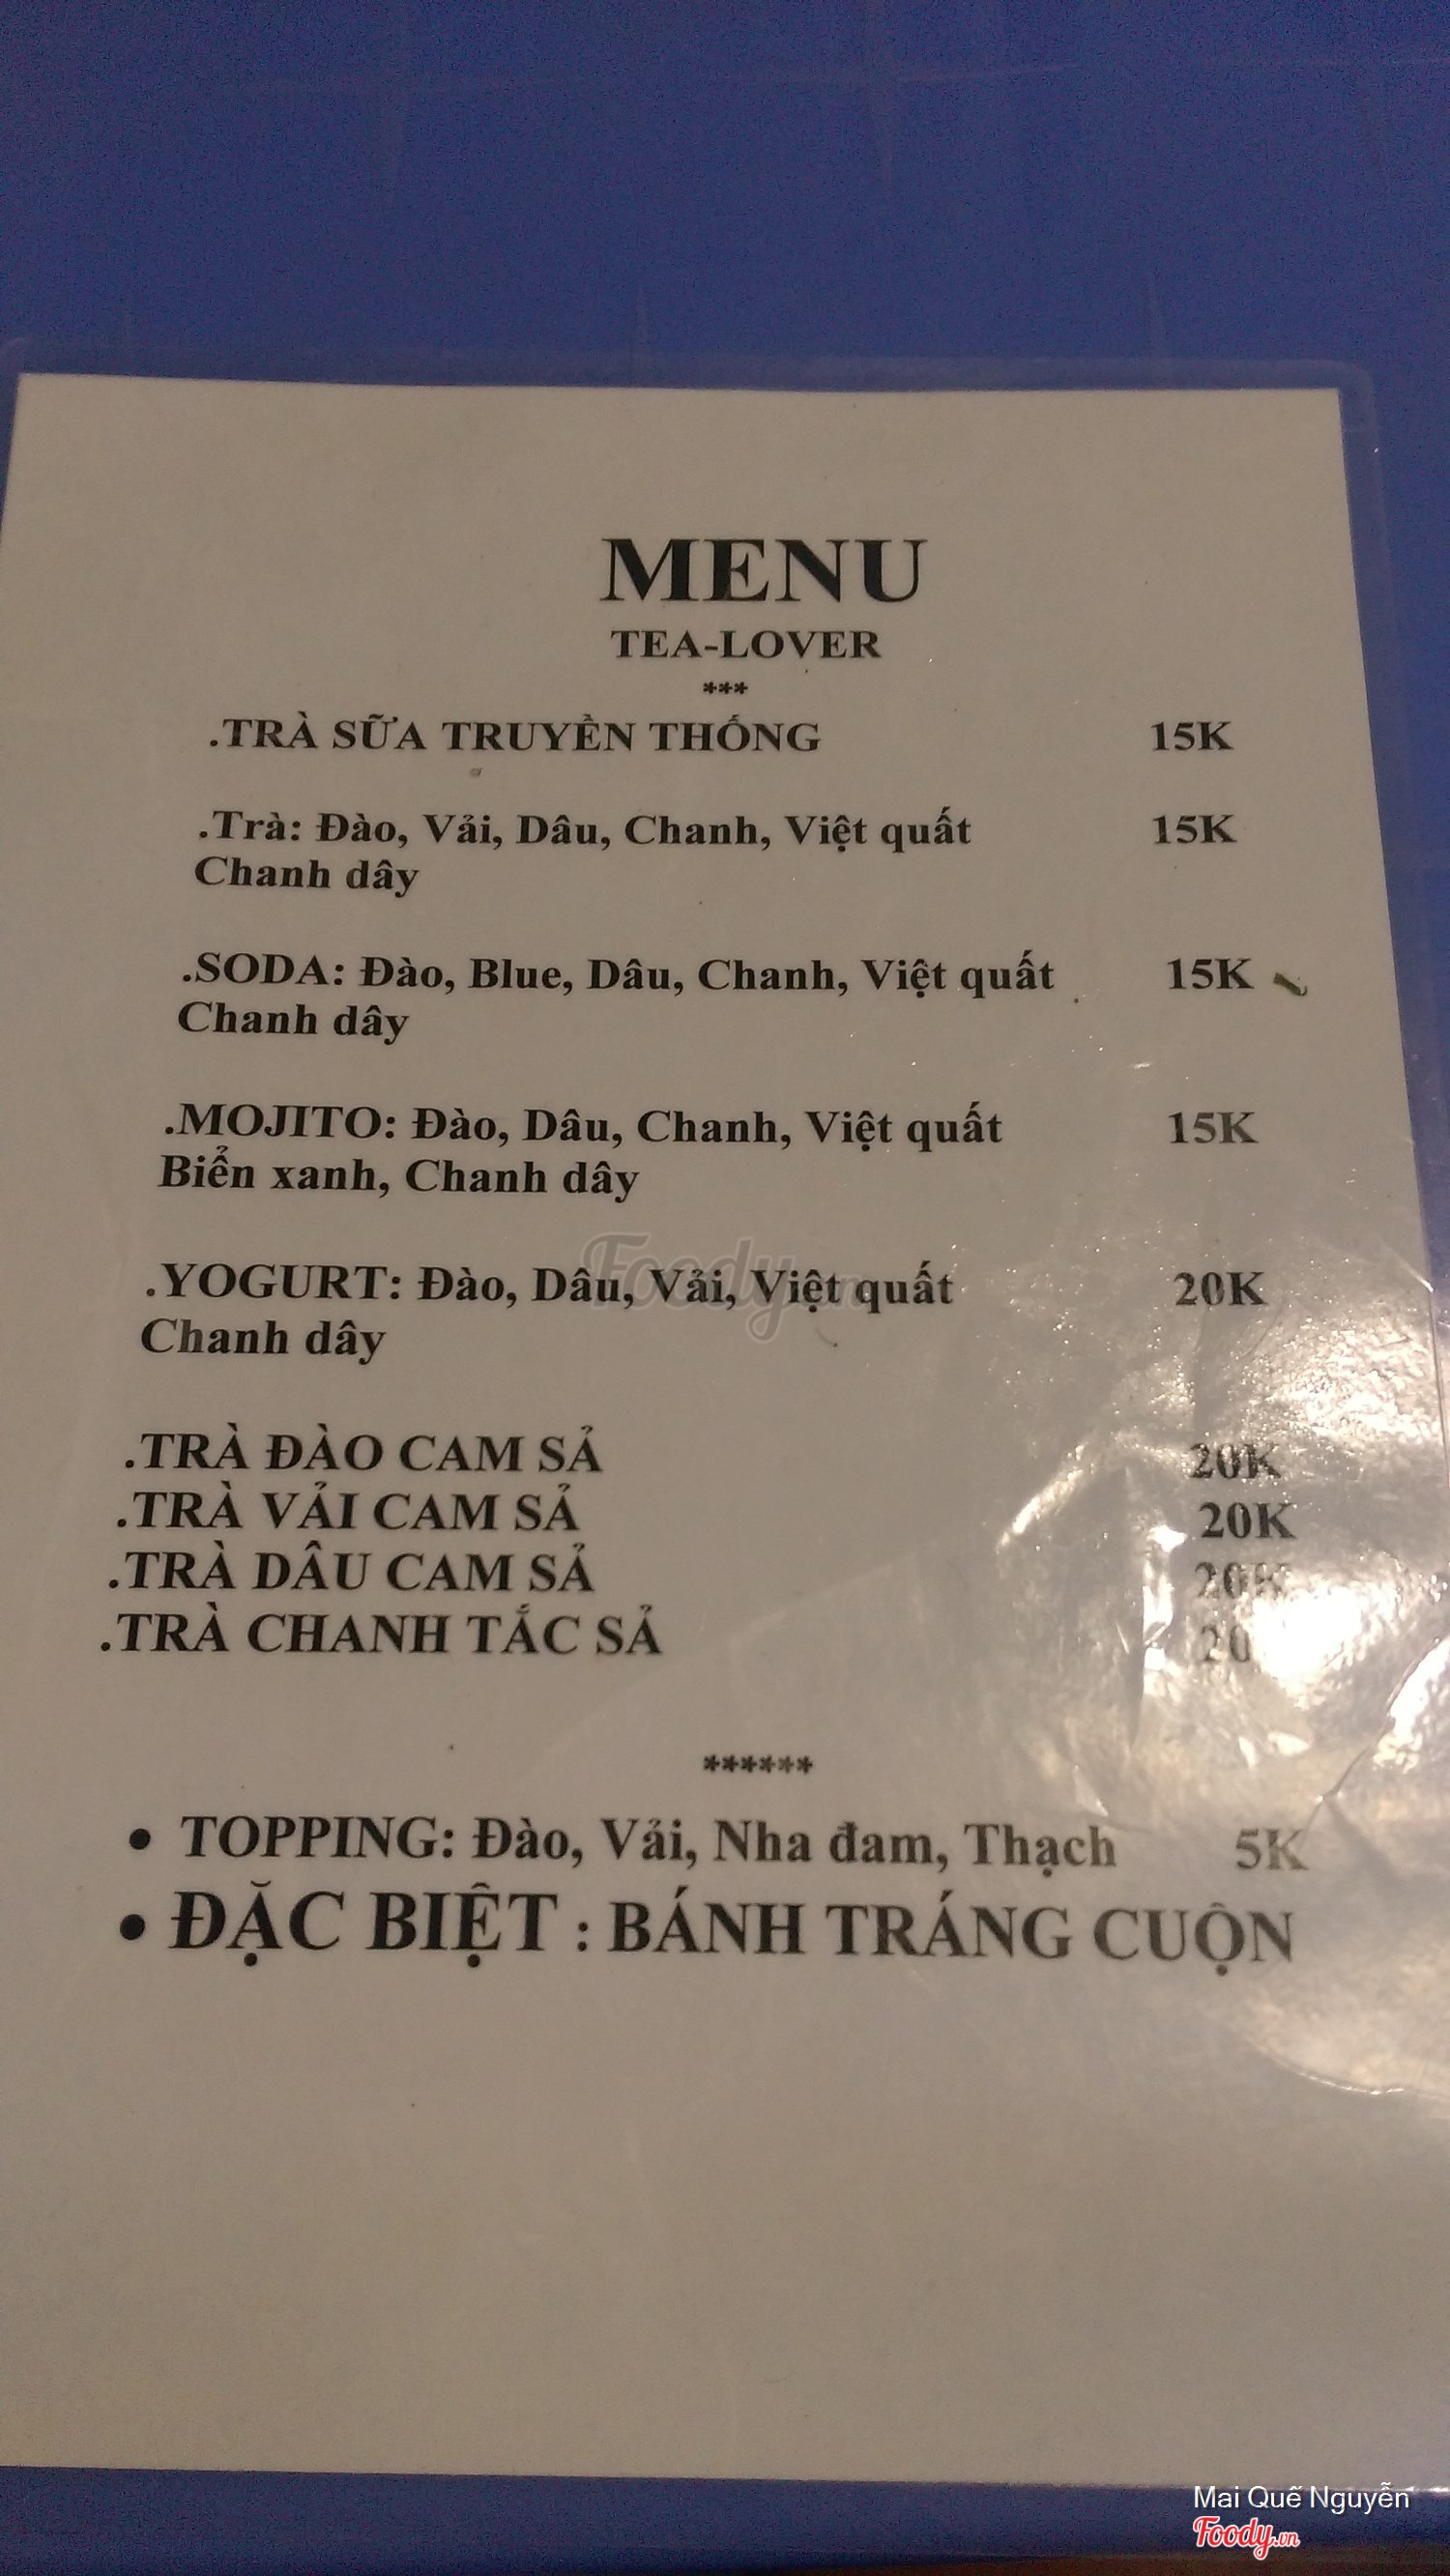 MENU
TEA-LOVER
***
.TRÀ SỮA TRUYỀN THỐNG 15K
.Trà: Đào, Vải, Dâu, Chanh, Việt quất 15K
Chanh dây
.SODA: Đào, Blue, Dâu, Chanh, Việt quất 15K
Chanh dây
.MOJITO: Đào, Dâu, Chanh, Việt quất 15K
Biển xanh, Chanh dây
.YOGURT: Đào, Dâu, Vải, Việt quất 20K
Chanh dây
.TRÀ ĐÀO CAM SẢ 20K
.TRÀ VẢI CAM SẢ 20K
.TRÀ DÂU CAM SẢ 20K
.TRÀ CHANH TẮC SẢ 20
******
• TOPPING: Đào, Vải, Nha đam, Thạch 5K
• ĐẶC BIỆT : BÁNH TRÁNG CUỘN
Foody.vn
Mai Quế Nguyễn
Foody.vn